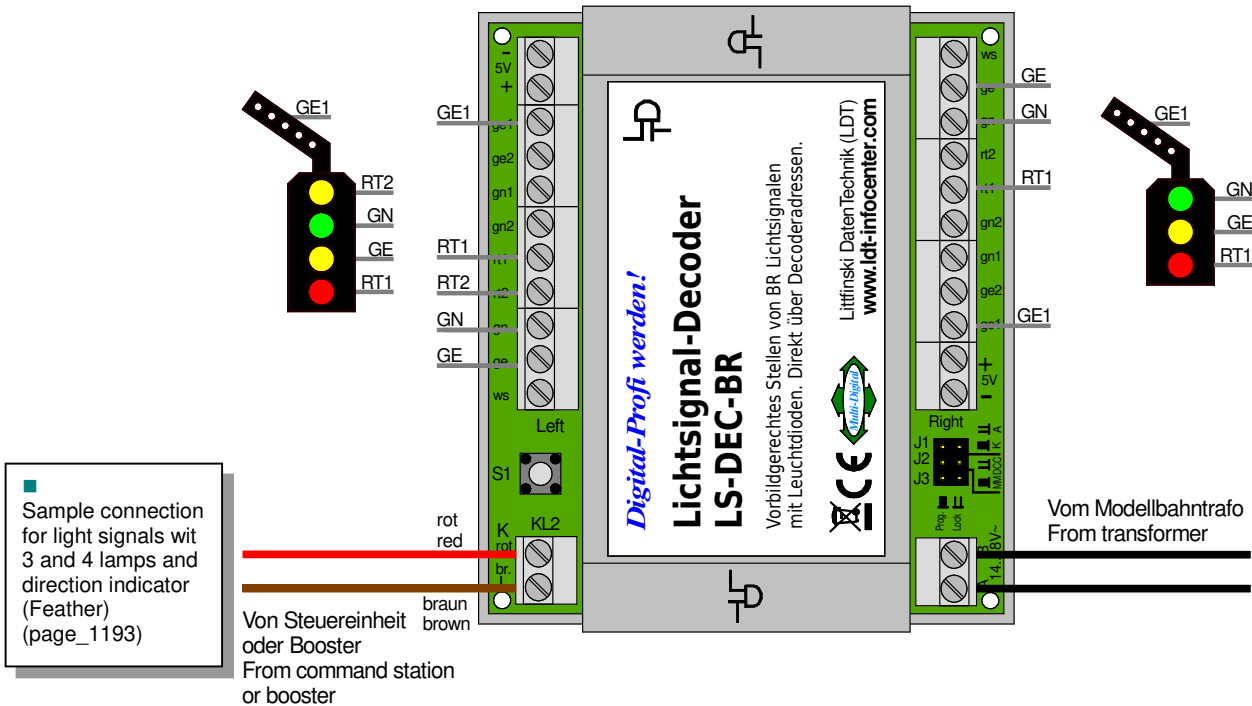 GE1
RT2
GN
GE
RT1
GE1
RT1
RT2
GN
GE
-
5V
+
ge1
ge2
gn1
gn2
rt1
rt2
gn
ge
ws
Left
S1
K
KL2
rot
br.
rot
red
braun
brown
Von Steuereinheit
oder Booster
From command station
or booster
Sample connection
for light signals wit
3 and 4 lamps and
direction indicator
(Feather)
(page_1193)
Digital-Profi werden!
Lichtsignal-Decoder
LS-DEC-BR
Vorbildgerechtes Stellen von BR Lichtsignalen
mit Leuchtdioden. Direkt über Decoderadressen.
Littfinski DatenTechnik (LDT)
www.ldt-infocenter.com
Multi-Digital
CE
ws
ge
gn
rt2
rt1
gn2
gn1
ge2
ge1
+
5V
-
Right
J1
J2
J3
A
K
DCC
MM
Prog.
Lock
A
GE
GN
RT1
GE1
GE1
GN
GE
RT1
Vom Modellbahntrafo
From transformer